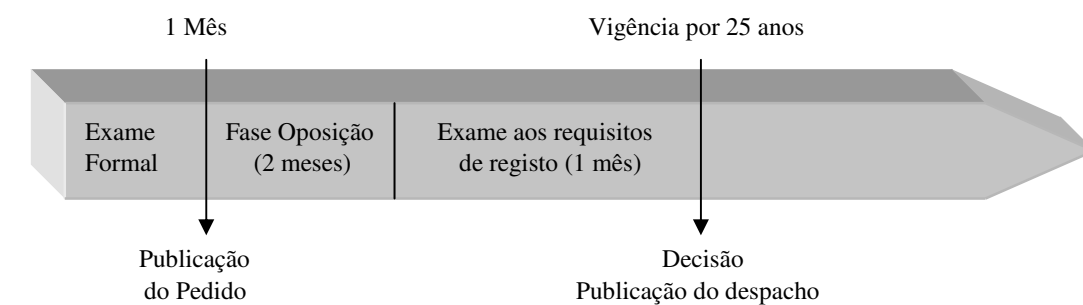 1 Mês
Vigência por 25 anos
Exame
Formal
Fase Oposição
(2 meses)
Exame aos requisitos
de registo (1 mês)
Publicação
do Pedido
Decisão
Publicação do despacho